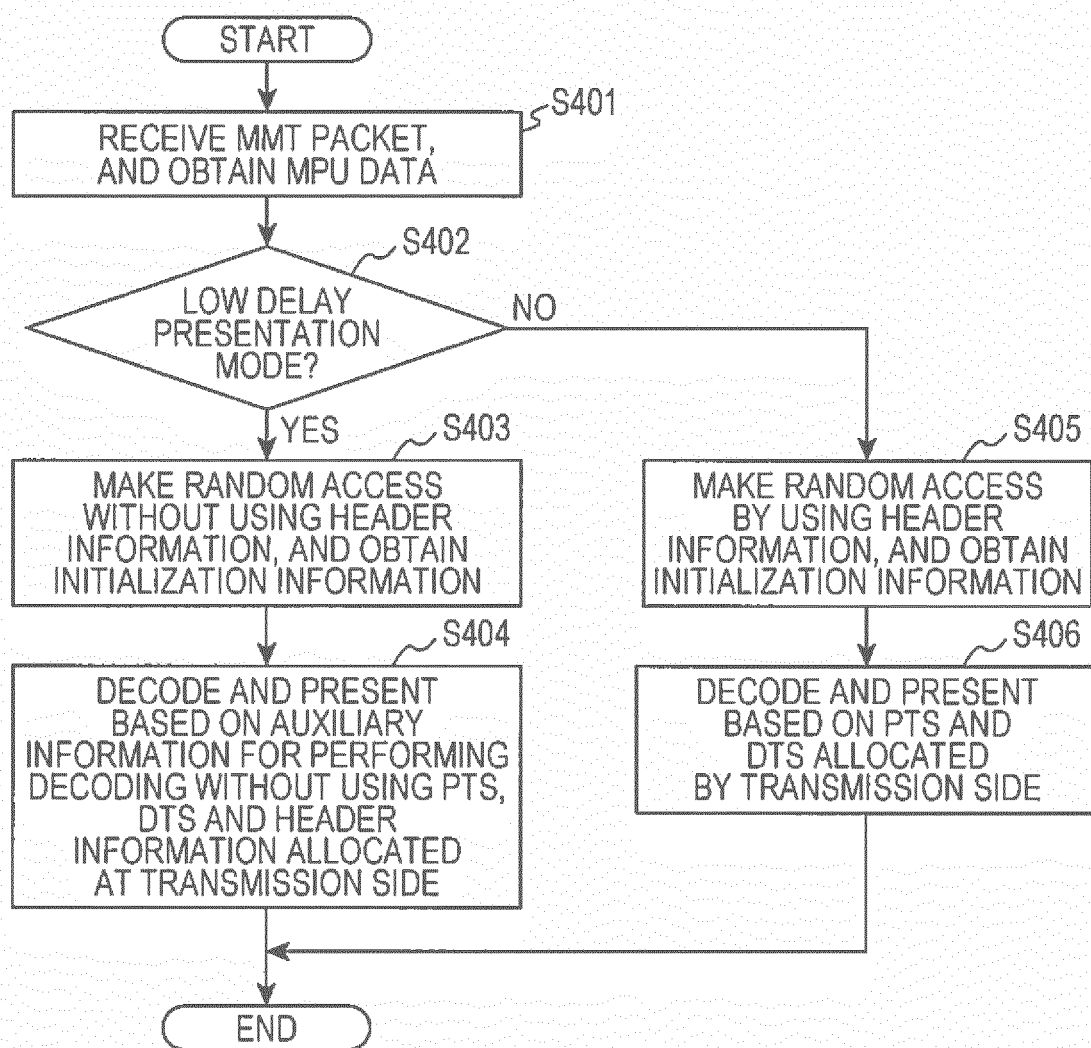 START
S401
RECEIVE MMT PACKET,
AND OBTAIN MPU DATA
S402
LOW DELAY
PRESENTATION
MODE?
NO
YES
S403
MAKE RANDOM ACCESS
WITHOUT USING HEADER
INFORMATION, AND OBTAIN
INITIALIZATION INFORMATION
S405
MAKE RANDOM ACCESS
BY USING HEADER
INFORMATION, AND OBTAIN
INITIALIZATION INFORMATION
S404
DECODE AND PRESENT
BASED ON AUXILIARY
INFORMATION FOR PERFORMING
DECODING WITHOUT USING PTS,
DTS AND HEADER
INFORMATION ALLOCATED
AT TRANSMISSION SIDE
S406
DECODE AND PRESENT
BASED ON PTS AND
DTS ALLOCATED
BY TRANSMISSION SIDE
END